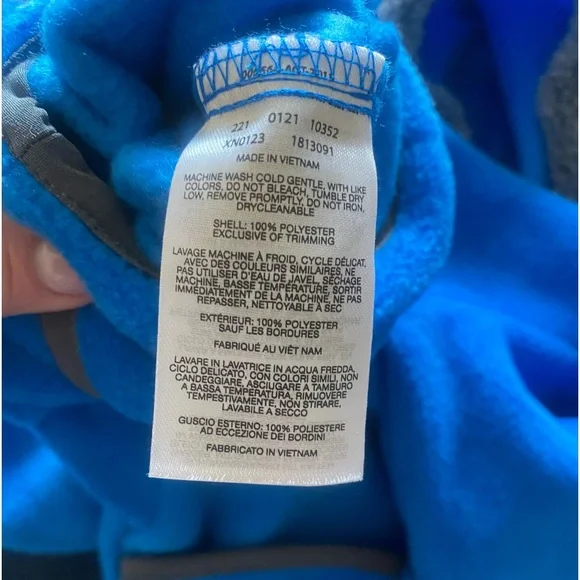 221 0121 10352
XN0123 1813091
MADE IN VIETNAM
MACHINE WASH COLD GENTLE, WITH LIKE
COLORS, DO NOT BLEACH, TUMBLE DRY
LOW, REMOVE PROMPTLY, DO NOT IRON,
DRYCLEANABLE
SHELL: 100% POLYESTER
EXCLUSIVE OF TRIMMING
LAVAGE MACHINE À FROID, CYCLE DÉLICAT,
AVEC DES COULEURS SIMILAIRES, NE
PAS UTILISER D'EAU DE JAVEL, SÉCHAGE
MACHINE, BASSE TEMPÉRATURE, SORTIR
IMMEDIATEMENT DE LA MACHINE, NE PAS
REPASSER, NETTOYABLE À SEC
EXTÉRIEUR: 100% POLYESTER
SAUF LES BORDURES
FABRIQUÉ AU VIÊT NAM
LAVARE IN LAVATRICE IN ACQUA FREDDA,
CICLO DELICATO, CON COLORI SIMILI, NON
CANDEGGIARE, ASCIUGARE A TAMBURO
A BASSA TEMPERATURA, RIMUOVERE
TEMPESTIVAMENTE, NON STIRARE,
LAVABILE A SECCO
GUSCIO ESTERNO: 100% POLIESTERE
AD ECCEZIONE DEI BORDINI
FABBRICATO IN VIETNAM